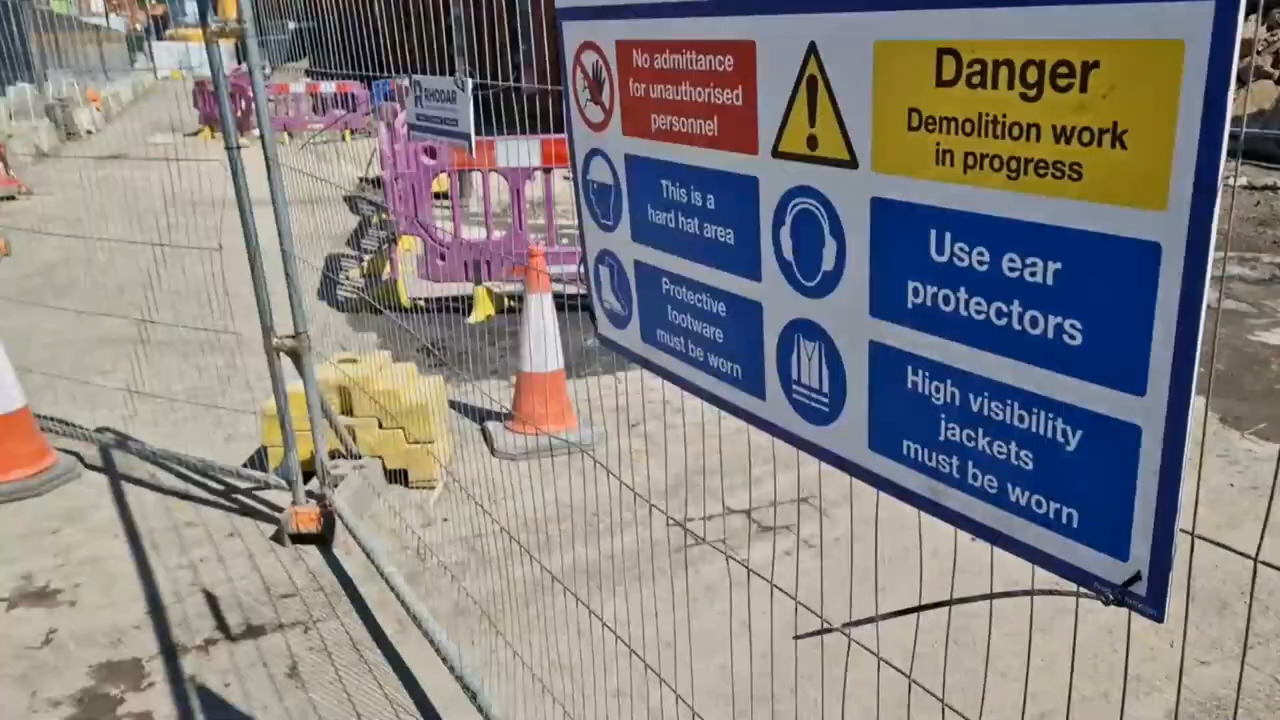 RHODAR
No admittance
for unauthorised
personnel
Danger
Demolition work
in progress
This is a
hard hat area
Use ear
protectors
Protective
footware
must be worn
High visibility
jackets
must be worn